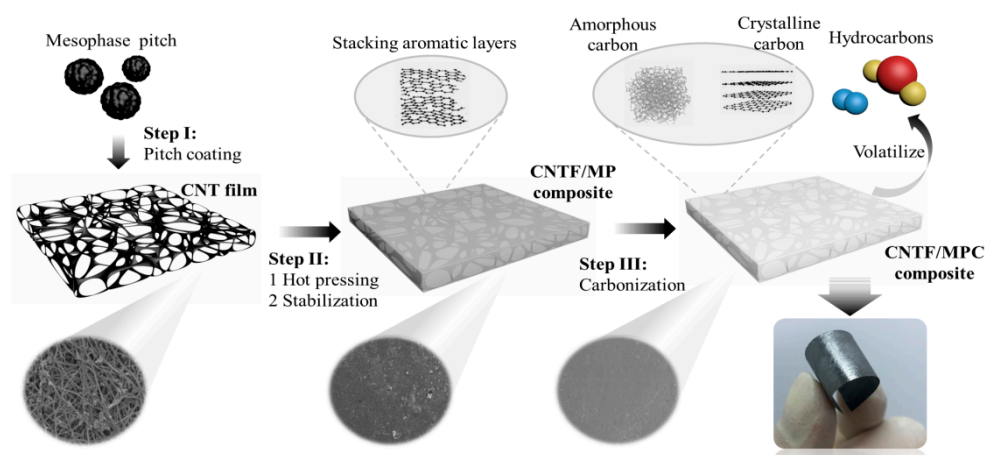 Mesophase pitch
Step I:
Pitch coating
CNT film
Step II:
1 Hot pressing
2 Stabilization
Stacking aromatic layers
CNTF/MP
composite
Step III:
Carbonization
Amorphous
carbon
Crystalline
carbon
Hydrocarbons
Volatilize
CNTF/MPC
composite